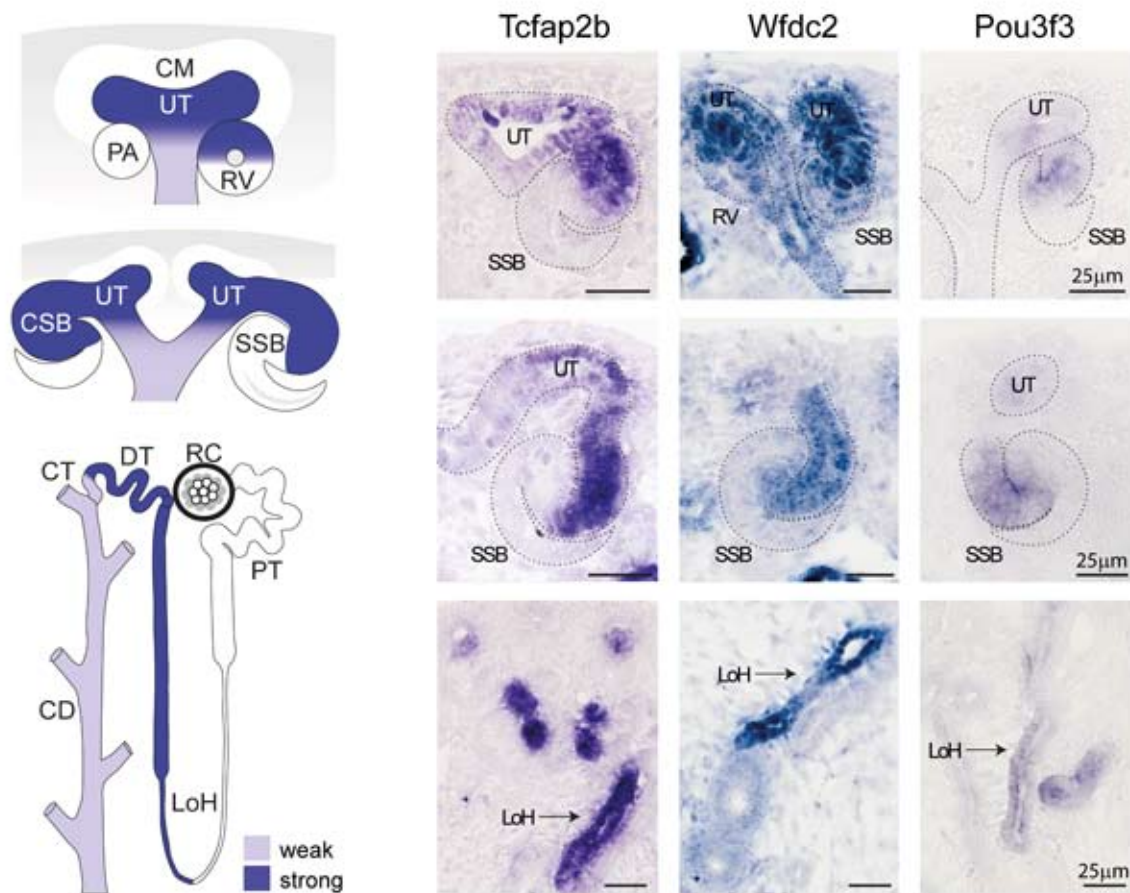 CM
UT
PA
RV
UT
UT
CSB
SSB
CT
DT
RC
PT
CD
LoH
weak
strong
Tcfap2b
Wfdc2
Pou3f3
UT
SSB
UT
UT
RV
SSB
UT
SSB
25µm
UT
SSB
SSB
UT
SSB
25µm
LoH
LoH
LoH
25µm